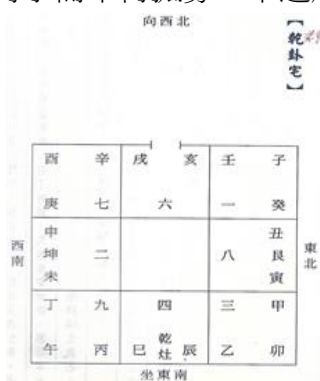 向西北
【乾卦宅】
酉 辛 戌 亥 壬 子
庚 七 六 一 癸
申 丑
坤 二 八 艮
未 寅
西南
東北
丁 九 四 三 甲
午 丙 巳 乾灶 辰 乙 卯
坐東南